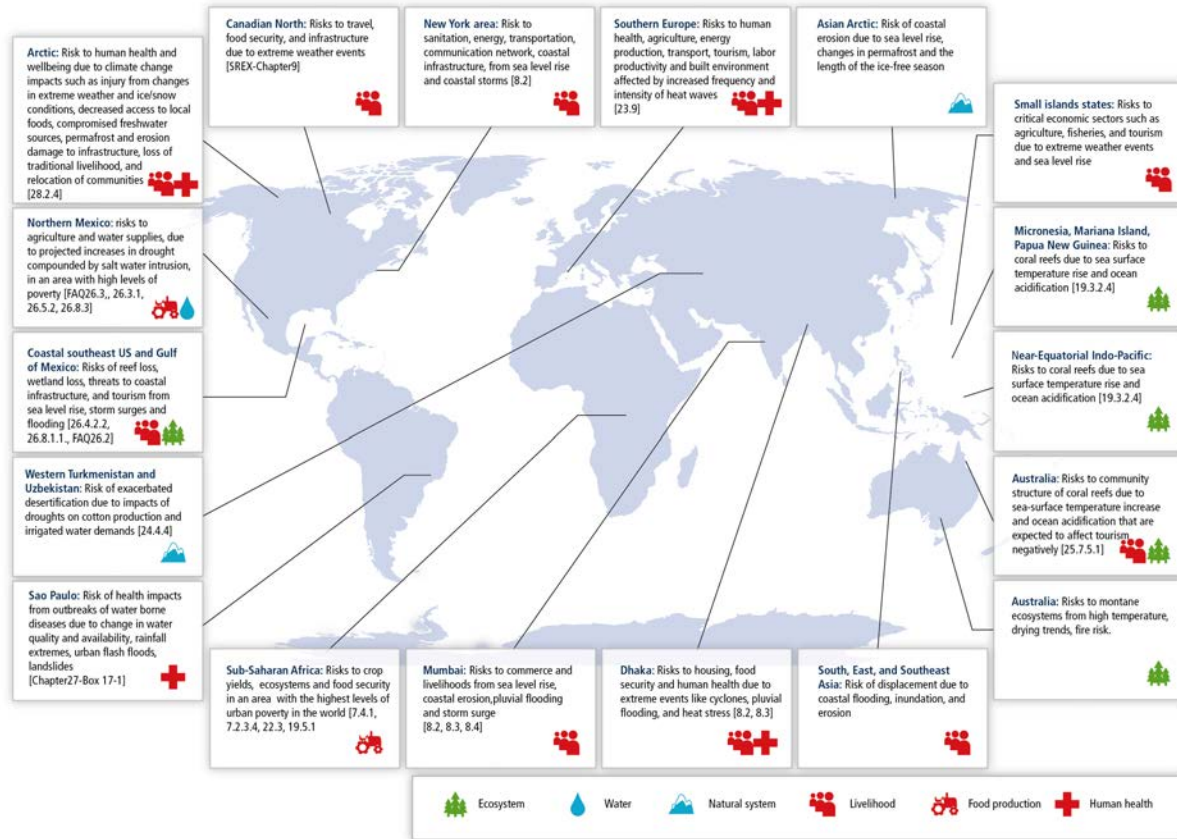 Canadian North: Risks to travel,
food security, and infrastructure
due to extreme weather events
[SREX-Chapter9]
New York area: Risks to
sanitation, energy, transportation,
communication network, coastal
infrastructure, from sea level rise
and coastal storms [8.2]
Southern Europe: Risks to human
health, agriculture, energy
production, transport, tourism, labor
productivity and built environment
affected by increased frequency and
intensity of heat waves
[23.9]
Asian Arctic: Risk of coastal
erosion due to sea level rise,
changes in permafrost and the
length of the ice-free season
Arctic: Risk to human health and
wellbeing due to climate change
impacts such as injury from changes
in extreme weather and ice/snow
conditions, decreased access to local
foods, compromised freshwater
sources, permafrost and erosion
damage to infrastructure, loss of
traditional livelihood, and
relocation of communities
[28.2.4]
Small islands states: Risks to
critical economic sectors such as
agriculture, fisheries, and tourism
due to extreme weather events
and sea level rise
Northern Mexico: risks to
agriculture and water supplies, due
to projected increases in drought
compounded by salt water intrusion,
in an area with high levels of
poverty [FAQ26.3,, 26.3.1,
26.5.2, 26.8.3]
Micronesia, Mariana Island,
Papua New Guinea: Risks to
coral reefs due to sea surface
temperature rise and ocean
acidification [19.3.2.4]
Coastal southeast US and Gulf
of Mexico: Risks of reef loss,
wetland loss, threats to coastal
infrastructure, and tourism from
sea level rise, storm surges and
flooding [26.4.2.2,
26.8.1.1., FAQ26.2]
Near-Equatorial Indo-Pacific:
Risks to coral reefs due to sea
surface temperature rise and
ocean acidification [19.3.2.4]
Western Turkmenistan and
Uzbekistan: Risk of exacerbated
desertification due to impacts of
droughts on cotton production and
irrigated water demands [24.4.4]
Australia: Risks to community
structure of coral reefs due to
sea-surface temperature increase
and ocean acidification that are
expected to affect tourism
negatively [25.7.5.1]
Sao Paulo: Risk of health impacts
from outbreaks of water borne
diseases due to change in water
quality and availability, rainfall
extremes, urban flash floods,
landslides
[Chapter27-Box 17-1]
Australia: Risks to montane
ecosystems from high temperature,
drying trends, fire risk.
Sub-Saharan Africa: Risks to crop
yields, ecosystems and food security
in an area with the highest levels of
urban poverty in the world [7.4.1,
7.2.3.4, 22.3, 19.5.1
Mumbai: Risks to commerce and
livelihoods from sea level rise,
coastal erosion,pluvial flooding
and storm surge
[8.2, 8.3, 8.4]
Dhaka: Risks to housing, food
security and human health due to
extreme events like cyclones, pluvial
flooding, and heat stress [8.2, 8.3]
South, East, and Southeast
Asia: Risk of displacement due to
coastal flooding, inundation, and
erosion
Ecosystem
Water
Natural system
Livelihood
Food production
Human health